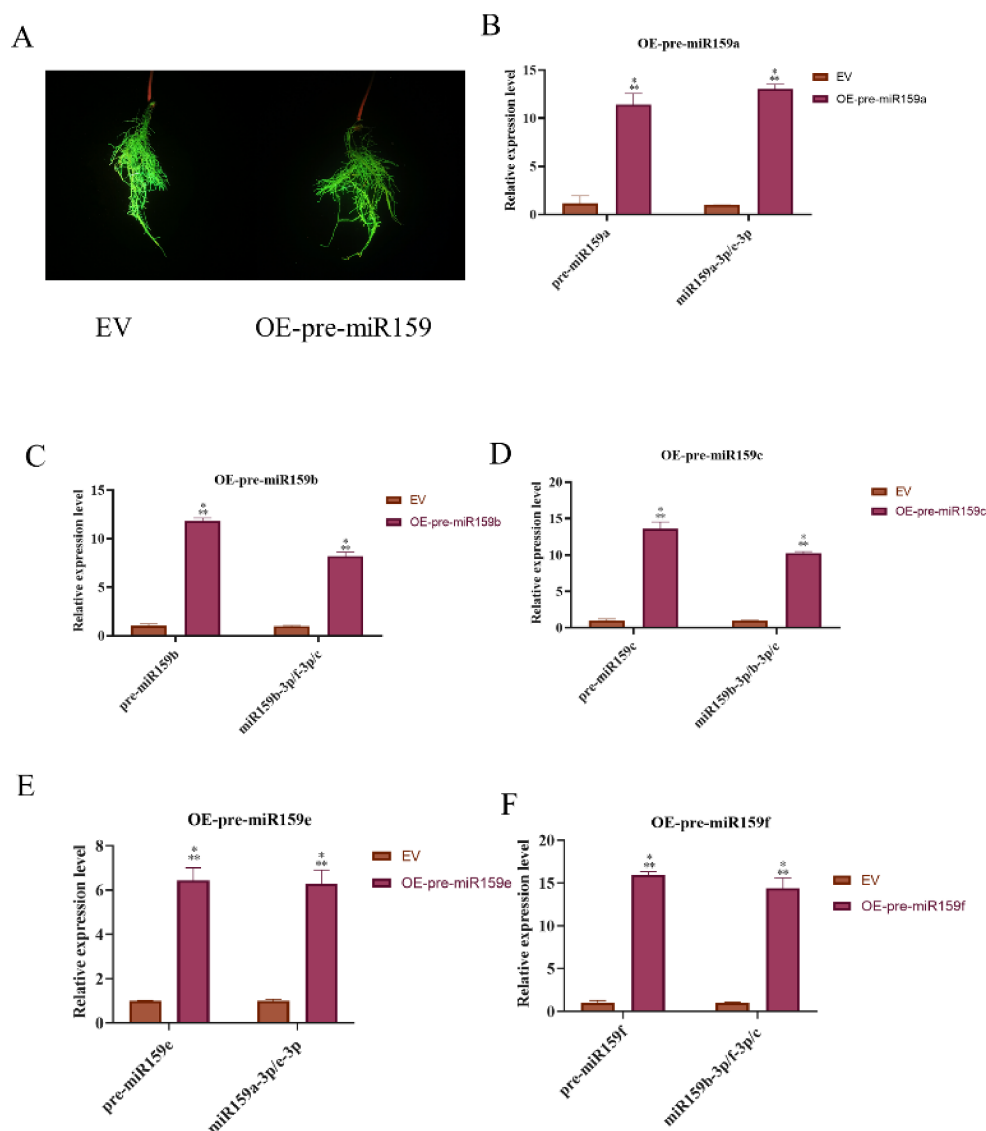 A
EV
OE-pre-miR159
B
OE-pre-miR159a
Relative expression level
15
10
5
0
*
**
*
**
EV
OE-pre-miR159a
pre-miR159a
miR159a-3p/e-3p
C
OE-pre-miR159b
Relative expression level
15
10
5
0
*
**
*
**
EV
OE-pre-miR159b
pre-miR159b
miR159b-3p/f-3p/c
D
OE-pre-miR159c
Relative expression level
20
15
10
5
0
*
**
*
**
EV
OE-pre-miR159c
pre-miR159c
miR159b-3p/b-3p/c
E
OE-pre-miR159e
Relative expression level
8
6
4
2
0
*
**
*
**
EV
OE-pre-miR159e
pre-miR159e
miR159a-3p/e-3p
F
OE-pre-miR159f
Relative expression level
20
15
10
5
0
*
**
*
**
EV
OE-pre-miR159f
pre-miR159f
miR159b-3p/f-3p/c